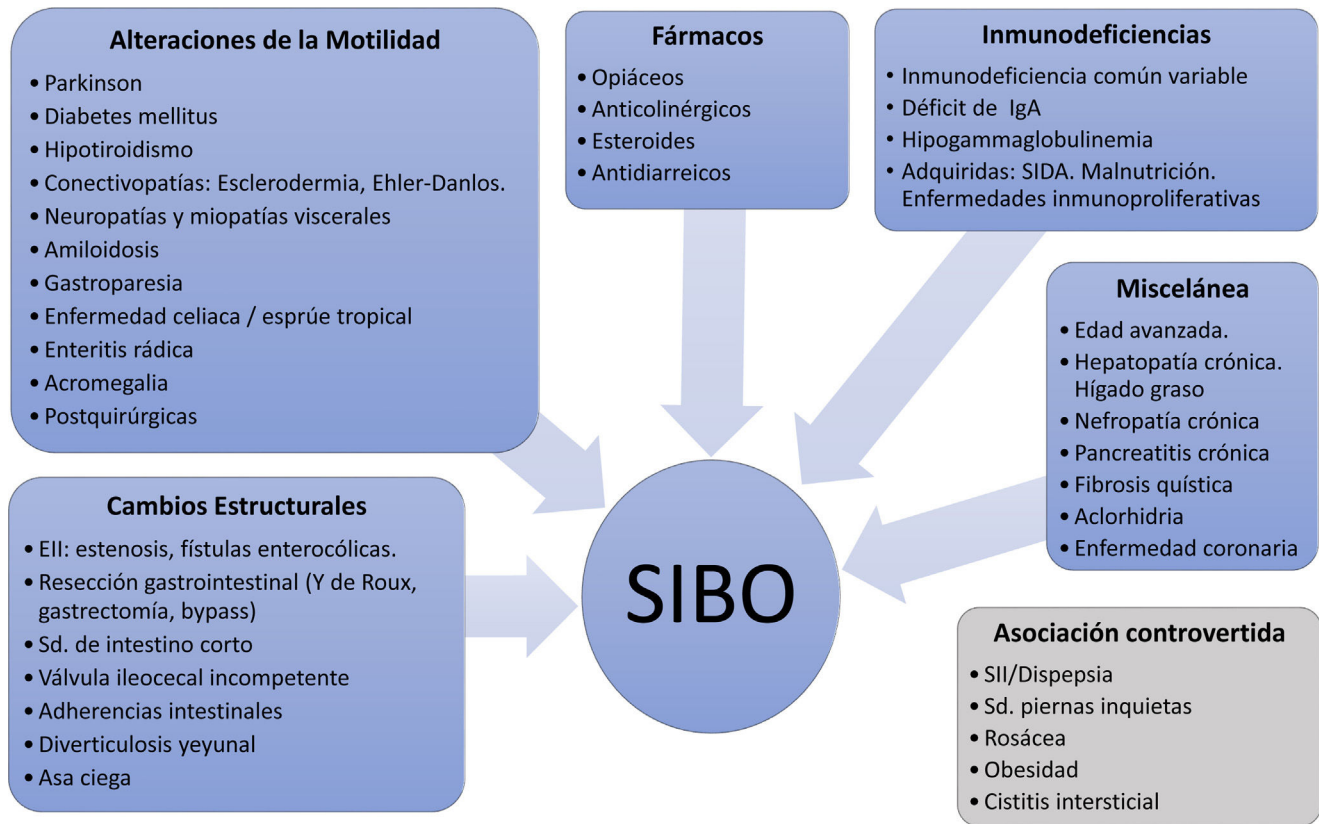 Alteraciones de la Motilidad
• Parkinson
• Diabetes mellitus
• Hipotiroidismo
• Conectivopatías: Esclerodermia, Ehler-Danlos.
• Neuropatías y miopatías viscerales
• Amiloidosis
• Gastroparesia
• Enfermedad celiaca / esprúe tropical
• Enteritis rádica
• Acromegalia
• Postquirúrgicas
Fármacos
• Opiáceos
• Anticolinérgicos
• Esteroides
• Antidiarreicos
Inmunodeficiencias
• Inmunodeficiencia común variable
• Déficit de IgA
• Hipogammaglobulinemia
• Adquiridas: SIDA. Malnutrición.
Enfermedades inmunoproliferativas
Miscelánea
• Edad avanzada.
• Hepatopatía crónica.
Hígado graso
• Nefropatía crónica
• Pancreatitis crónica
• Fibrosis quística
• Aclorhidria
• Enfermedad coronaria
Cambios Estructurales
• EII: estenosis, fístulas enterocólicas.
• Resección gastrointestinal (Y de Roux,
gastrectomía, bypass)
• Sd. de intestino corto
• Válvula ileocecal incompetente
• Adherencias intestinales
• Diverticulosis yeyunal
• Asa ciega
SIBO
Asociación controvertida
• SII/Dispepsia
• Sd. piernas inquietas
• Rosácea
• Obesidad
• Cistitis intersticial